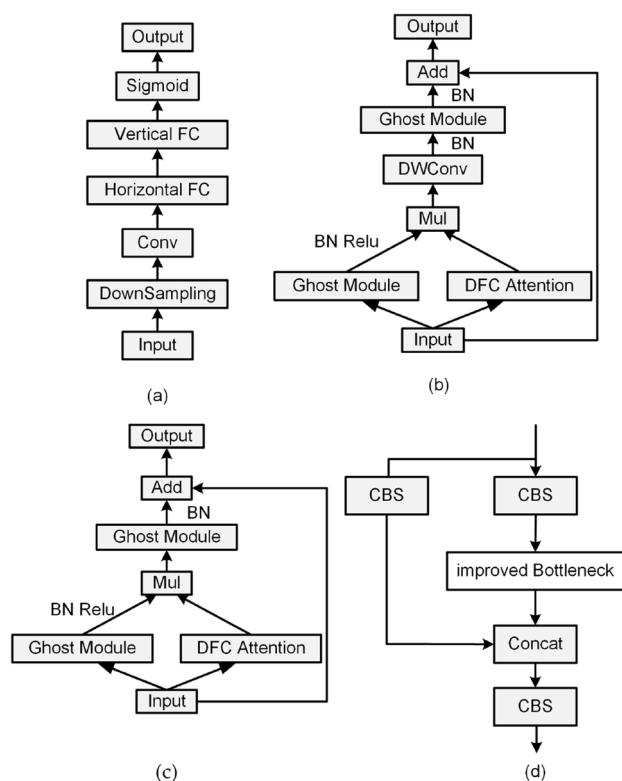 Output
Sigmoid
Vertical FC
Horizontal FC
Conv
DownSampling
Input
(a)
Output
Add
BN
Ghost Module
BN
DWConv
Mul
BN Relu
Ghost Module
DFC Attention
Input
(b)
Output
Add
BN
Ghost Module
Mul
BN Relu
Ghost Module
DFC Attention
Input
(c)
CBS
CBS
improved Bottleneck
Concat
CBS
(d)